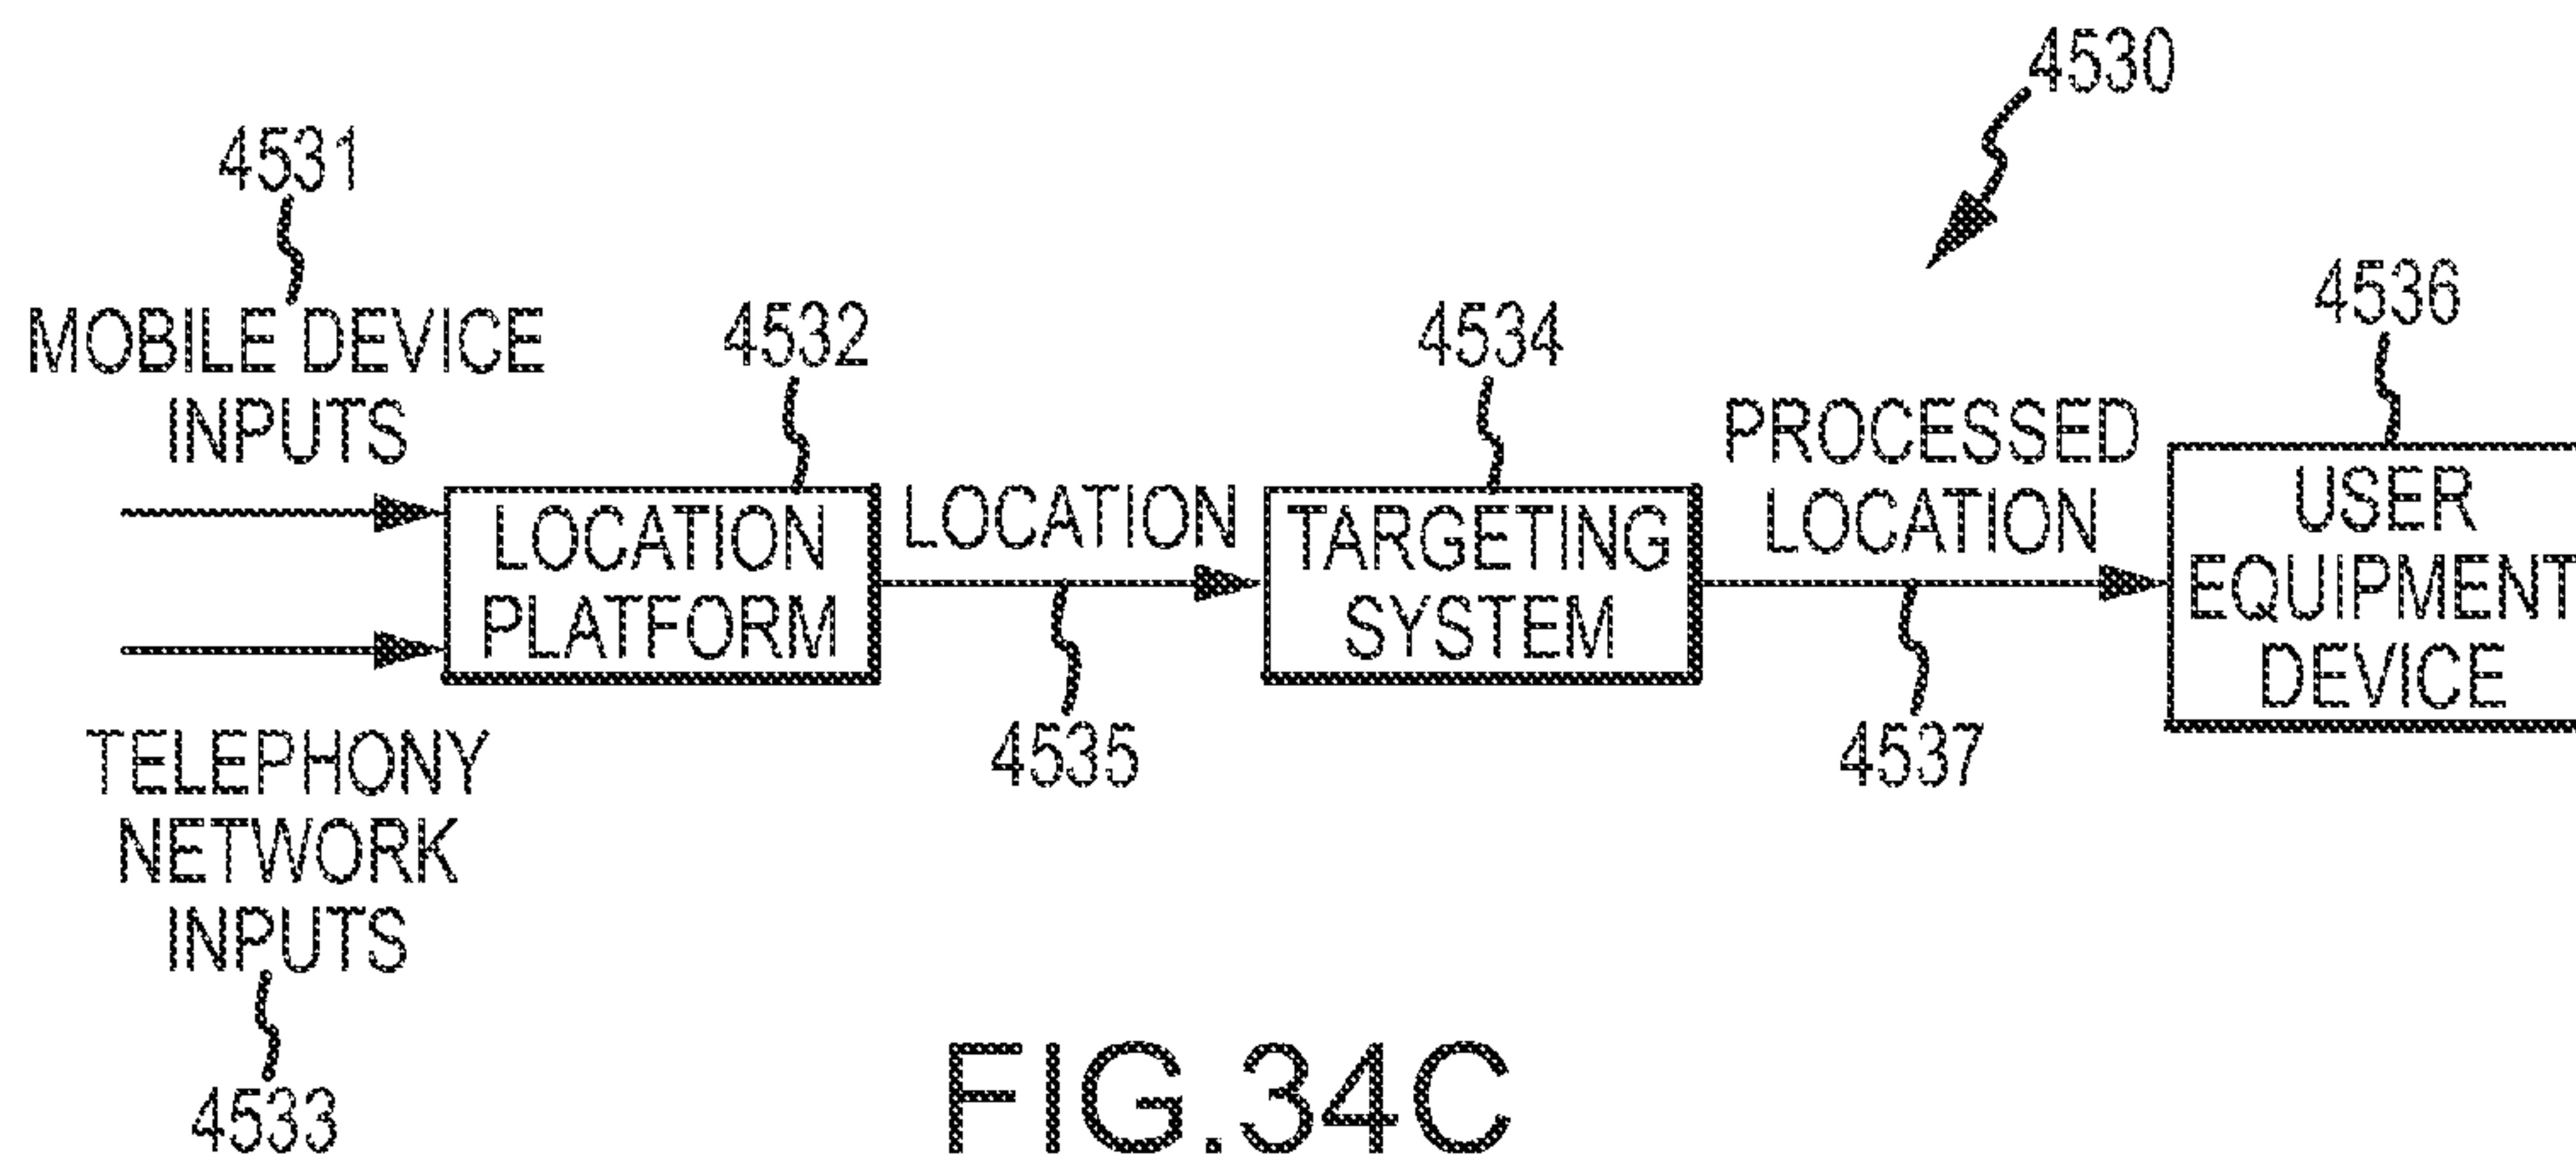 4530
4531
MOBILE DEVICE
INPUTS
4532
LOCATION
PLATFORM
LOCATION
4535
4534
TARGETING
SYSTEM
PROCESSED
LOCATION
4537
4536
USER
EQUIPMENT
DEVICE
TELEPHONY
NETWORK
INPUTS
4533
FIG.34C